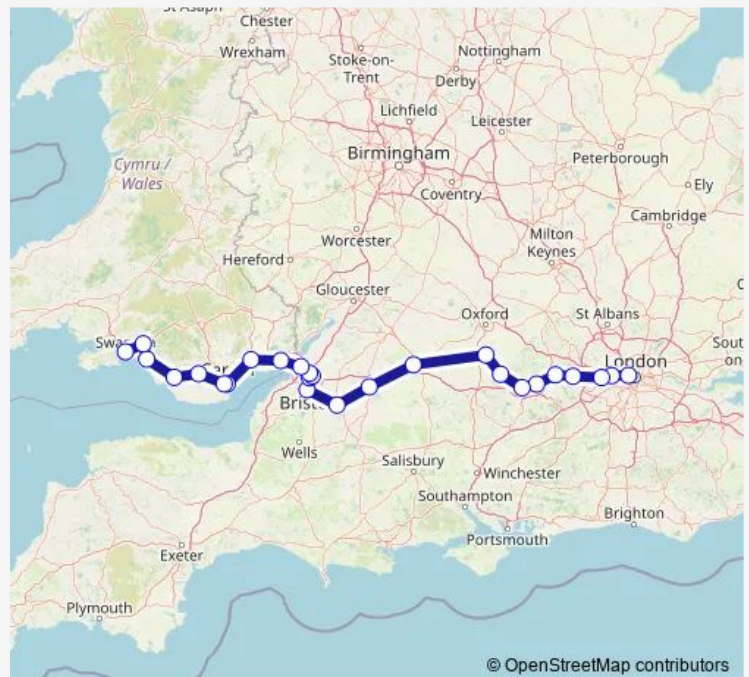 Chester
Wrexham
Stoke-on-
Trent
Nottingham
Derby
Lichfield
Leicester
Birmingham
Peterborough
Cymru /
Wales
Coventry
Ely
Cambridge
Worcester
Milton
Keynes
Hereford
Gloucester
Oxford
St Albans
London
Wells
Salisbury
Winchester
Southampton
Brighton
Portsmouth
Exeter
Plymouth
© OpenStreetMap contributors